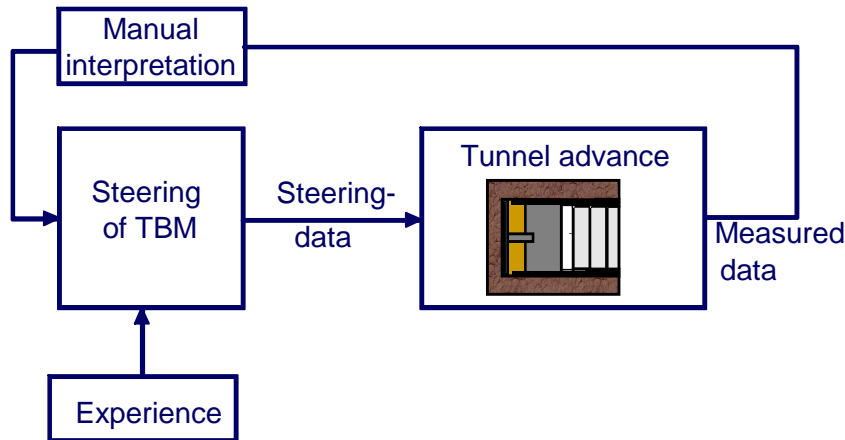 Manual
interpretation
Steering
of TBM
Steering-
data
Tunnel advance
Measured
data
Experience